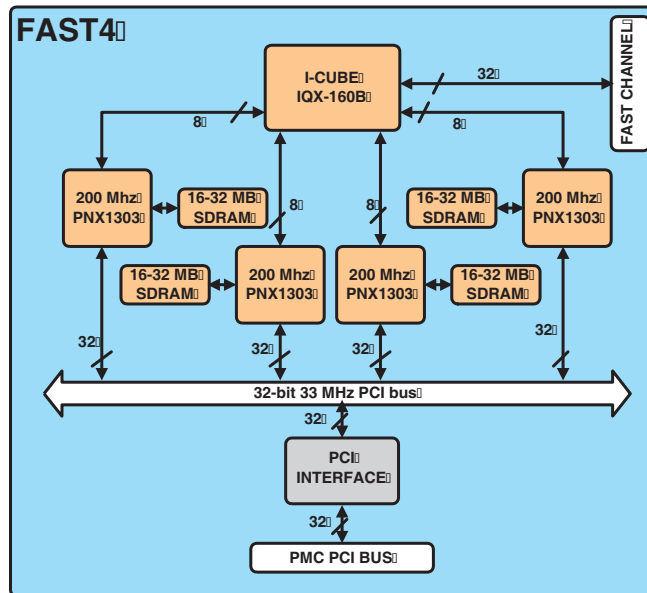 FAST4
I-CUBE
IQX-160B
32
FAST CHANNEL
8
8
200 Mhz
PNX1303
16-32 MB
SDRAM
8
8
16-32 MB
SDRAM
200 Mhz
PNX1303
16-32 MB
SDRAM
200 Mhz
PNX1303
200 Mhz
PNX1303
16-32 MB
SDRAM
32
32
32
32
32-bit 33 MHz PCI bus
32
PCI
INTERFACE
32
PMC PCI BUS